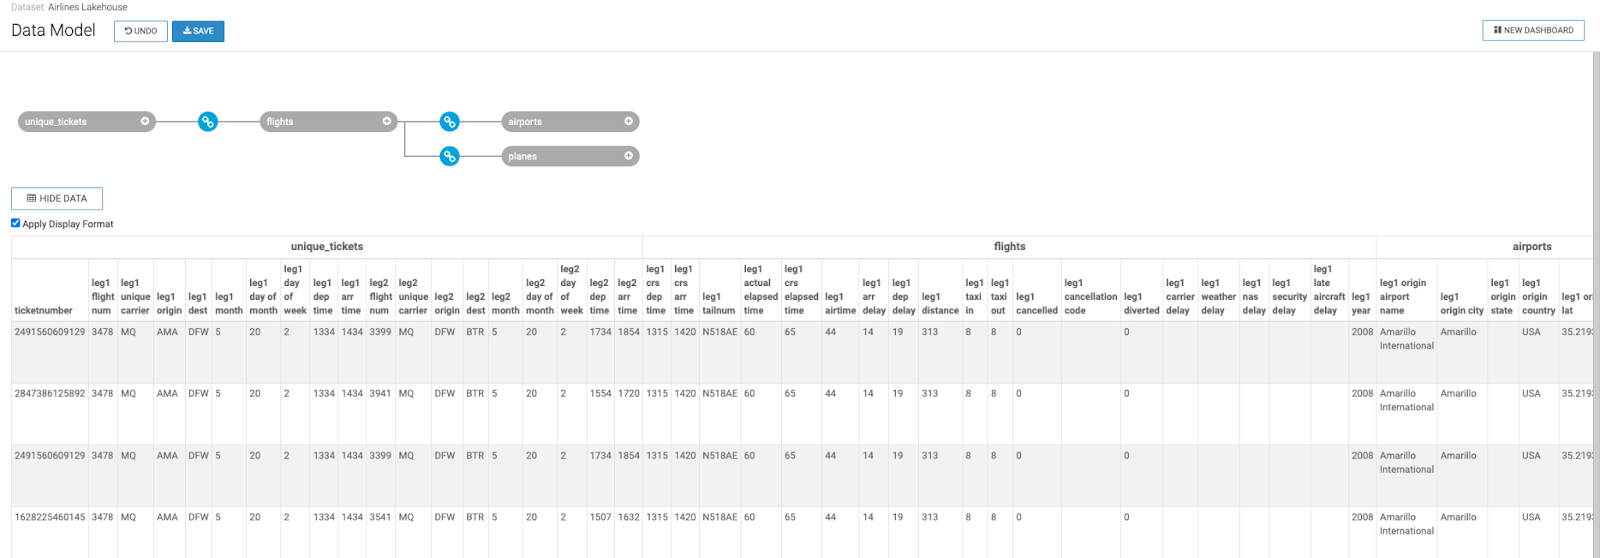 Dataset: Airlines Lakehouse
Data Model UNDO SAVE NEW DASHBOARD
unique_tickets flights airports
planes
HIDE DATA
Apply Display Format
unique_tickets flights airports
ticketnumber leg1 flight num leg1 unique carrier leg1 origin leg1 dest leg1 month leg1 day of month leg1 day of week leg1 dep time leg1 arr time leg2 flight num leg2 unique carrier leg2 origin leg2 dest leg2 month leg2 day of month leg2 day of week leg2 dep time leg2 arr time leg1 crs dep time leg1 crs arr time leg1 tailnum leg1 actual elapsed time leg1 crs elapsed time leg1 airtime leg1 arr delay leg1 dep delay leg1 distance leg1 taxi in leg1 taxi out leg1 cancelled leg1 cancellation code leg1 diverted leg1 carrier delay leg1 weather delay leg1 nas delay leg1 security delay leg1 late aircraft delay leg1 year leg1 origin airport name leg1 origin city leg1 origin state leg1 origin country leg1 ori lat
2491560609129 3478 MQ AMA DFW 5 20 2 1334 1434 3399 MQ DFW BTR 5 20 2 1734 1854 1315 1420 N518AE 60 65 44 14 19 313 8 8 0 0 2008 Amarillo International Amarillo USA 35.2193
2847386125892 3478 MQ AMA DFW 5 20 2 1334 1434 3941 MQ DFW BTR 5 20 2 1554 1720 1315 1420 N518AE 60 65 44 14 19 313 8 8 0 0 2008 Amarillo International Amarillo USA 35.2193
2491560609129 3478 MQ AMA DFW 5 20 2 1334 1434 3399 MQ DFW BTR 5 20 2 1734 1854 1315 1420 N518AE 60 65 44 14 19 313 8 8 0 0 2008 Amarillo International Amarillo USA 35.2193
1628225460145 3478 MQ AMA DFW 5 20 2 1334 1434 3541 MQ DFW BTR 5 20 2 1507 1632 1315 1420 N518AE 60 65 44 14 19 313 8 8 0 0 2008 Amarillo International Amarillo USA 35.2193